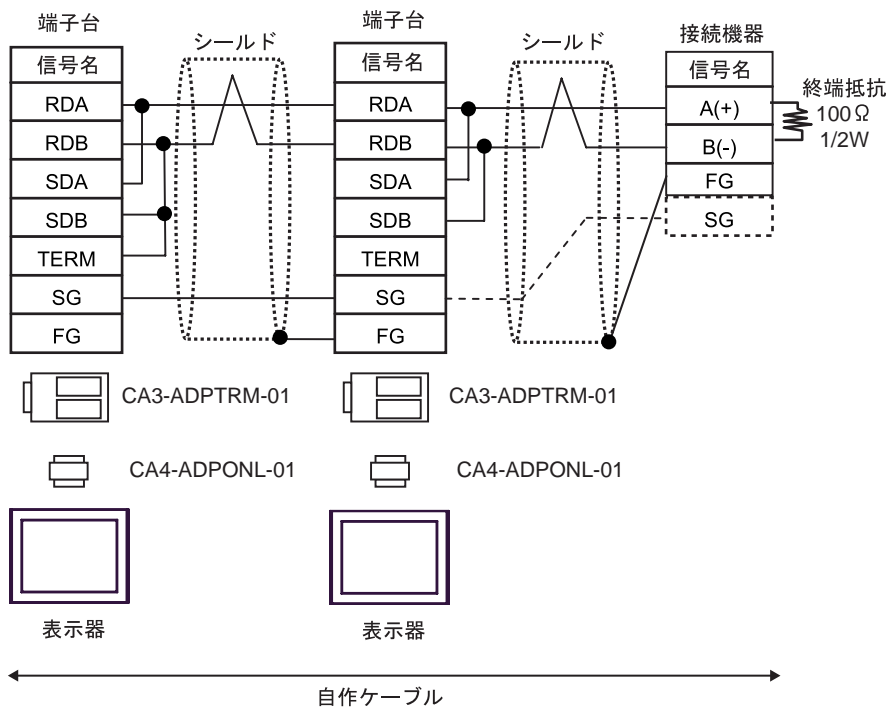 端子台
信号名
RDA
RDB
SDA
SDB
TERM
SG
FG
シールド
端子台
信号名
RDA
RDB
SDA
SDB
TERM
SG
FG
シールド
接続機器
信号名
A(+)
B(-)
FG
SG
終端抵抗
100Ω
1/2W
CA3-ADPTRM-01
CA3-ADPTRM-01
CA4-ADPONL-01
CA4-ADPONL-01
表示器
表示器
自作ケーブル